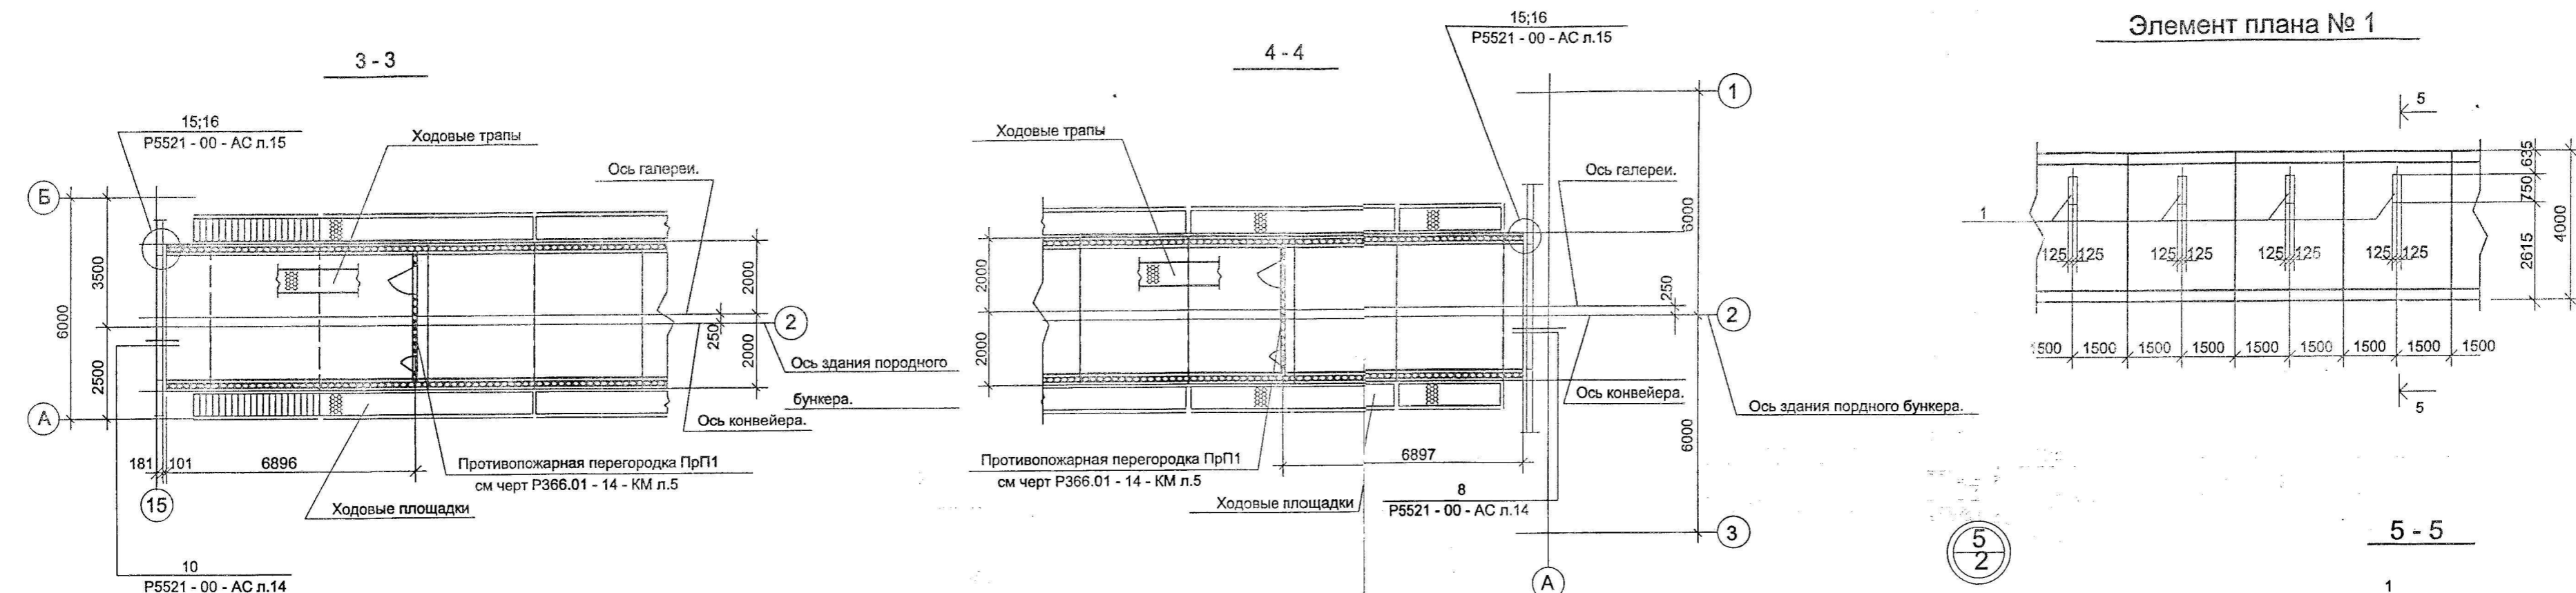 3 - 3
15;16
Р5521 - 00 - АС л.15
Ходовые трапы
Ось галереи.
Б
3500
6000
2500
А
2000
250
2000
2
Ось здания породного
бункера.
Ось конвейера.
181
101
6896
Противопожарная перегородка ПрП1
см черт Р366.01 - 14 - КМ л.5
15
Ходовые площадки
10
Р5521 - 00 - АС л.14
4 - 4
15;16
Р5521 - 00 - АС л.15
1
Ходовые трапы
Ось галереи.
6000
2000
250
2
2000
Ось конвейера.
Ось здания пордного бункера.
6000
Противопожарная перегородка ПрП1
см черт Р366.01 - 14 - КМ л.5
6897
Ходовые площадки
8
Р5521 - 00 - АС л.14
3
А
Элемент плана № 1
5
635
750
4000
1
125 125
125 125
125 125
125 125
2615
1500 1500 1500 1500 1500 1500 1500 1500 1500
5
5
2
5 - 5
1